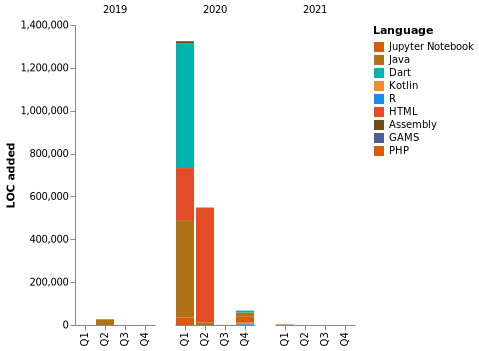 2019
2020
2021
1,400,000
1,200,000
1,000,000
800,000
600,000
400,000
200,000
0
LOC added
Q1
Q2
Q3
Q4
Q1
Q2
Q3
Q4
Q1
Q2
Q3
Q4
Language
Jupyter Notebook
Java
Dart
Kotlin
R
HTML
Assembly
GAMS
PHP